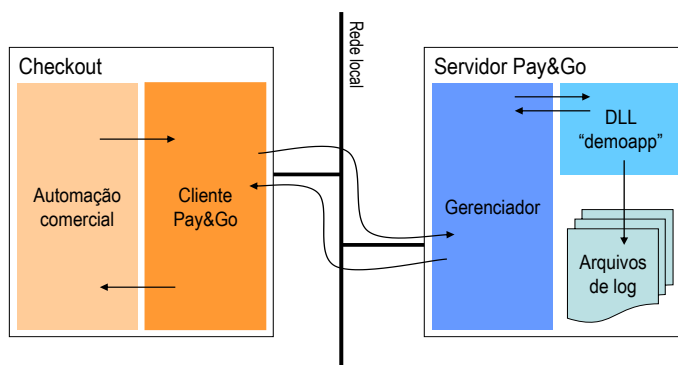 Checkout
Automação
comercial
Cliente
Pay&Go
Rede local
Servidor Pay&Go
Gerenciador
DLL
“demoapp”
Arquivos
de log